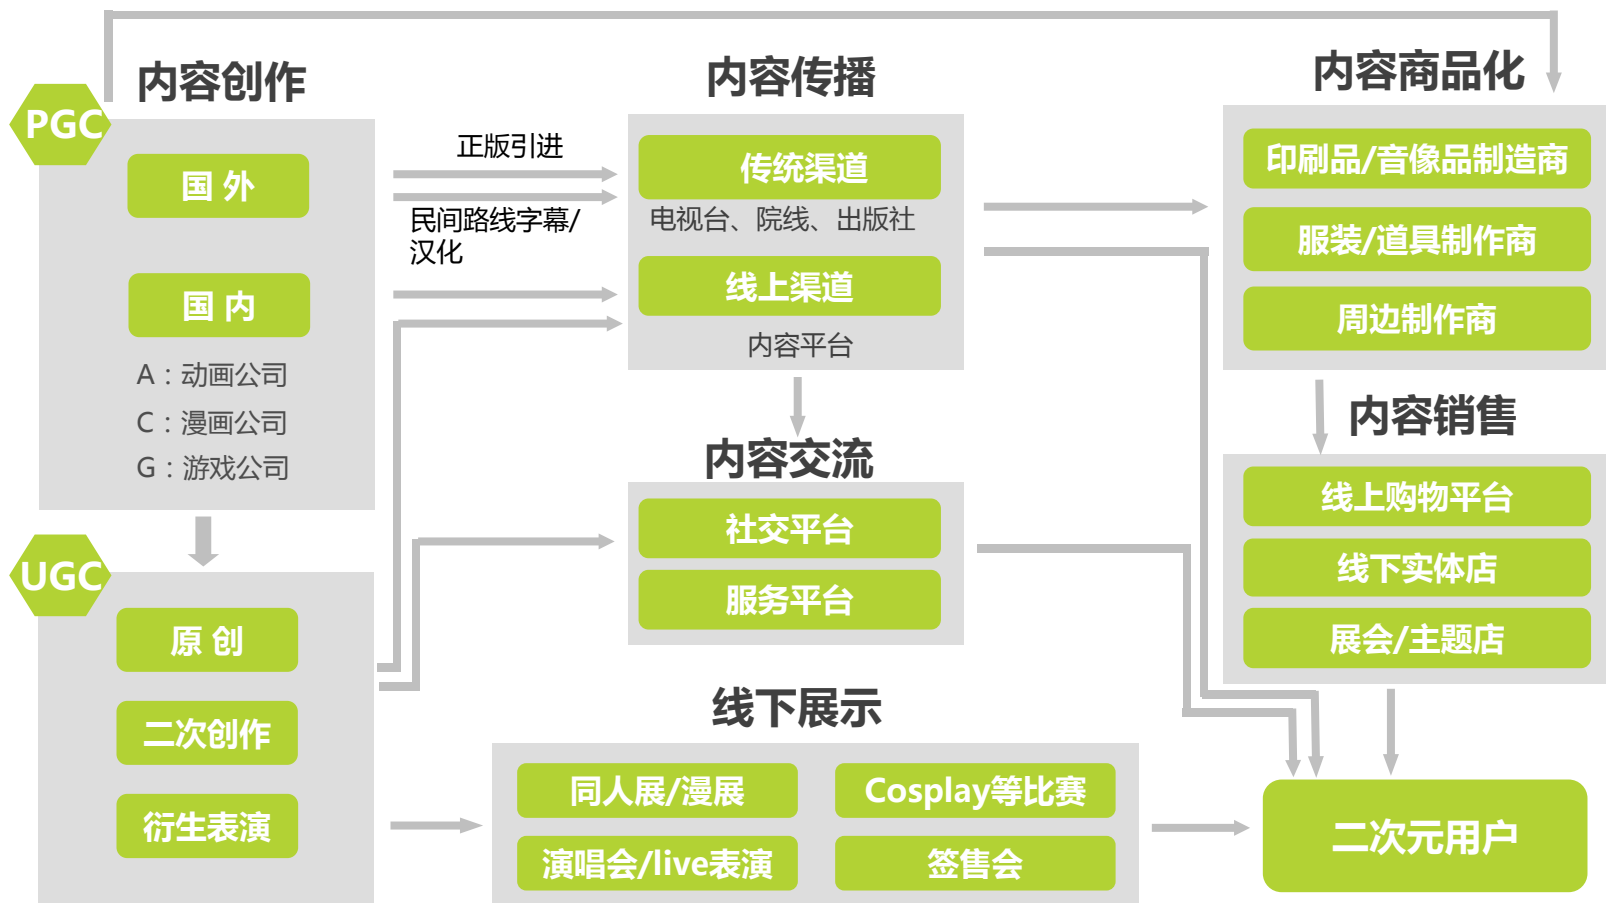 内容创作
PGC
国 外
国 内
A：动画公司
C：漫画公司
G：游戏公司
UGC
原 创
二次创作
衍生表演
正版引进
民间路线字幕/
汉化
内容传播
传统渠道
电视台、院线、出版社
线上渠道
内容平台
内容交流
社交平台
服务平台
线下展示
同人展/漫展
Cosplay等比赛
演唱会/live表演
签售会
内容商品化
印刷品/音像品制造商
服装/道具制作商
周边制作商
内容销售
线上购物平台
线下实体店
展会/主题店
二次元用户